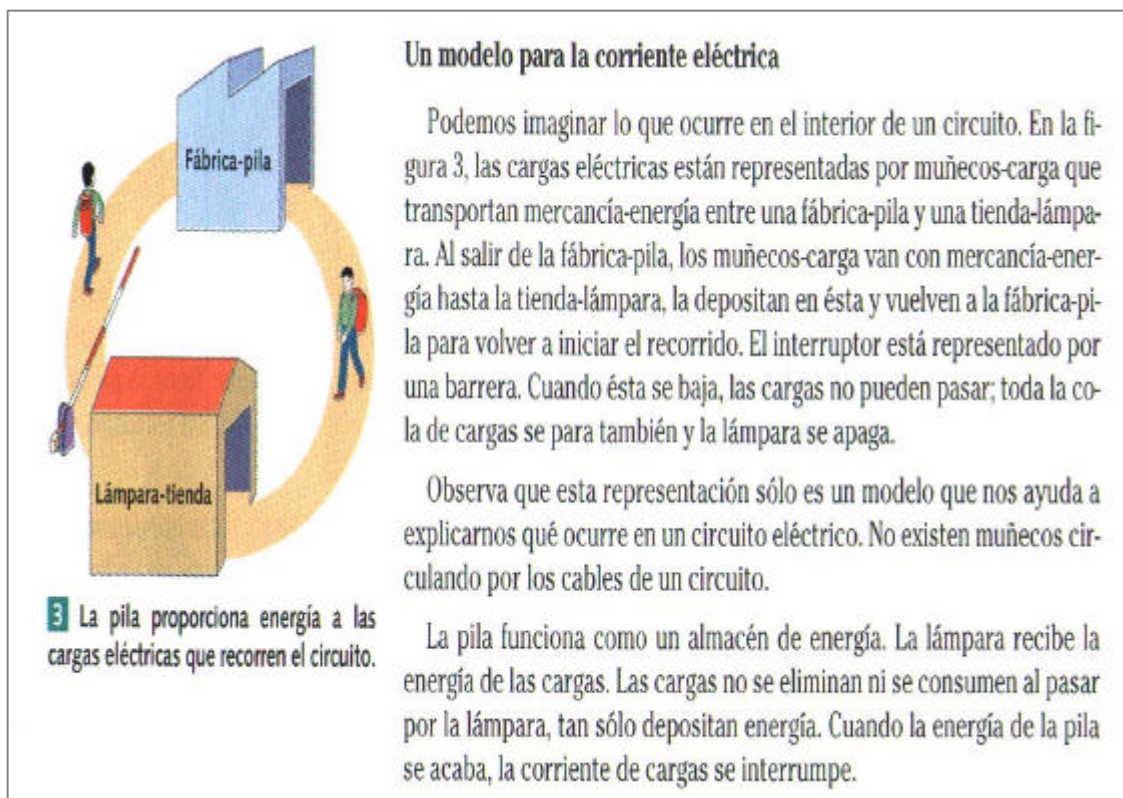 Un modelo para la corriente eléctrica
Podemos imaginar lo que ocurre en el interior de un circuito. En la fi-
gura 3, las cargas eléctricas están representadas por muñecos-carga que
transportan mercancía-energía entre una fábrica-pila y una tienda-lámpa-
ra. Al salir de la fábrica-pila, los muñecos-carga van con mercancía-ener-
gía hasta la tienda-lámpara, la depositan en ésta y vuelven a la fábrica-pi-
la para volver a iniciar el recorrido. El interruptor está representado por
una barrera. Cuando ésta se baja, las cargas no pueden pasar; toda la co-
la de cargas se para también y la lámpara se apaga.
Observa que esta representación sólo es un modelo que nos ayuda a
explicarnos qué ocurre en un circuito eléctrico. No existen muñecos cir-
culando por los cables de un circuito.
La pila funciona como un almacén de energía. La lámpara recibe la
energía de las cargas. Las cargas no se eliminan ni se consumen al pasar
por la lámpara, tan sólo depositan energía. Cuando la energía de la pila
se acaba, la corriente de cargas se interrumpe.
Fábrica-pila
Lámpara-tienda
3 La pila proporciona energía a las
cargas eléctricas que recorren el circuito.